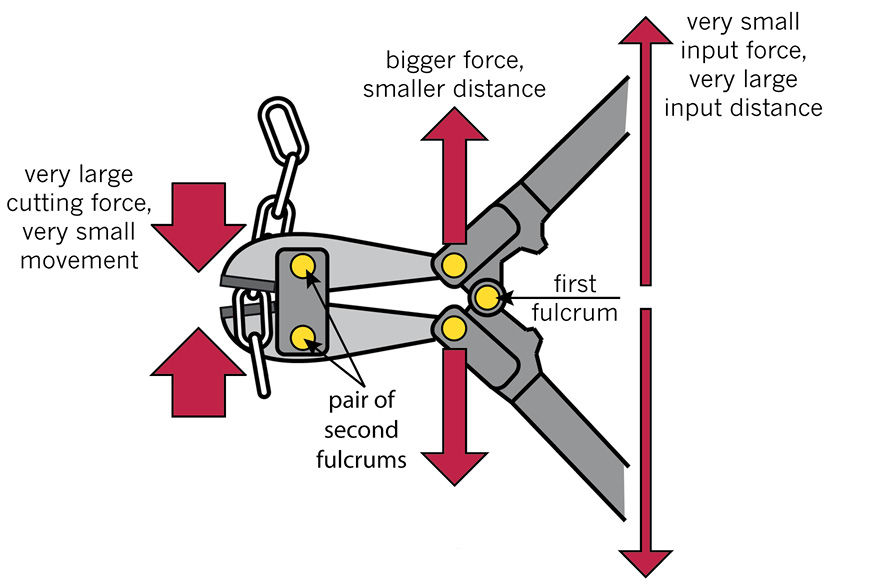 very small
input force,
very large
input distance
bigger force,
smaller distance
very large
cutting force,
very small
movement
first
fulcrum
pair of
second
fulcrums